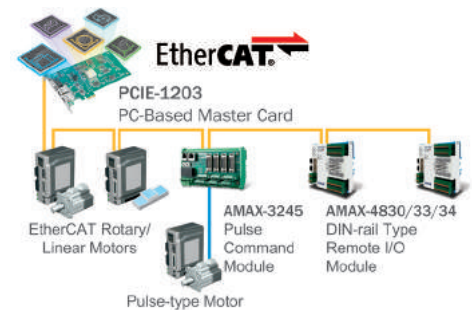 EtherCAT®
PCIE-1203
PC-Based Master Card
EtherCAT Rotary/
Linear Motors
AMAX-3245
Pulse
Command
Module
AMAX-4830/33/34
DIN-rail Type
Remote I/O
Module
Pulse-type Motor